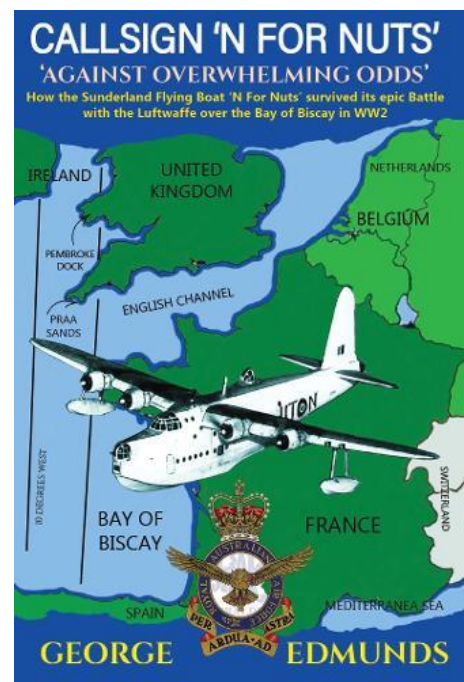 CALLSIGN 'N FOR NUTS'
'AGAINST OVERWHELMING ODDS'
How the Sunderland Flying Boat 'N For Nuts' survived its epic Battle
with the Luftwaffe over the Bay of Biscay in WW2
IRELAND
UNITED
KINGDOM
NETHERLANDS
BELGIUM
PEMBROKE
DOCK
ENGLISH CHANNEL
PRAA
SANDS
N
10 DEGREES WEST
BAY OF
BISCAY
FRANCE
SWITZERLAND
ROYAL AUSTRALIAN AIR FORCE
PER ARDUA·AD ASTRA
SPAIN
MEDITERRANEA SEA
GEORGE EDMUNDS